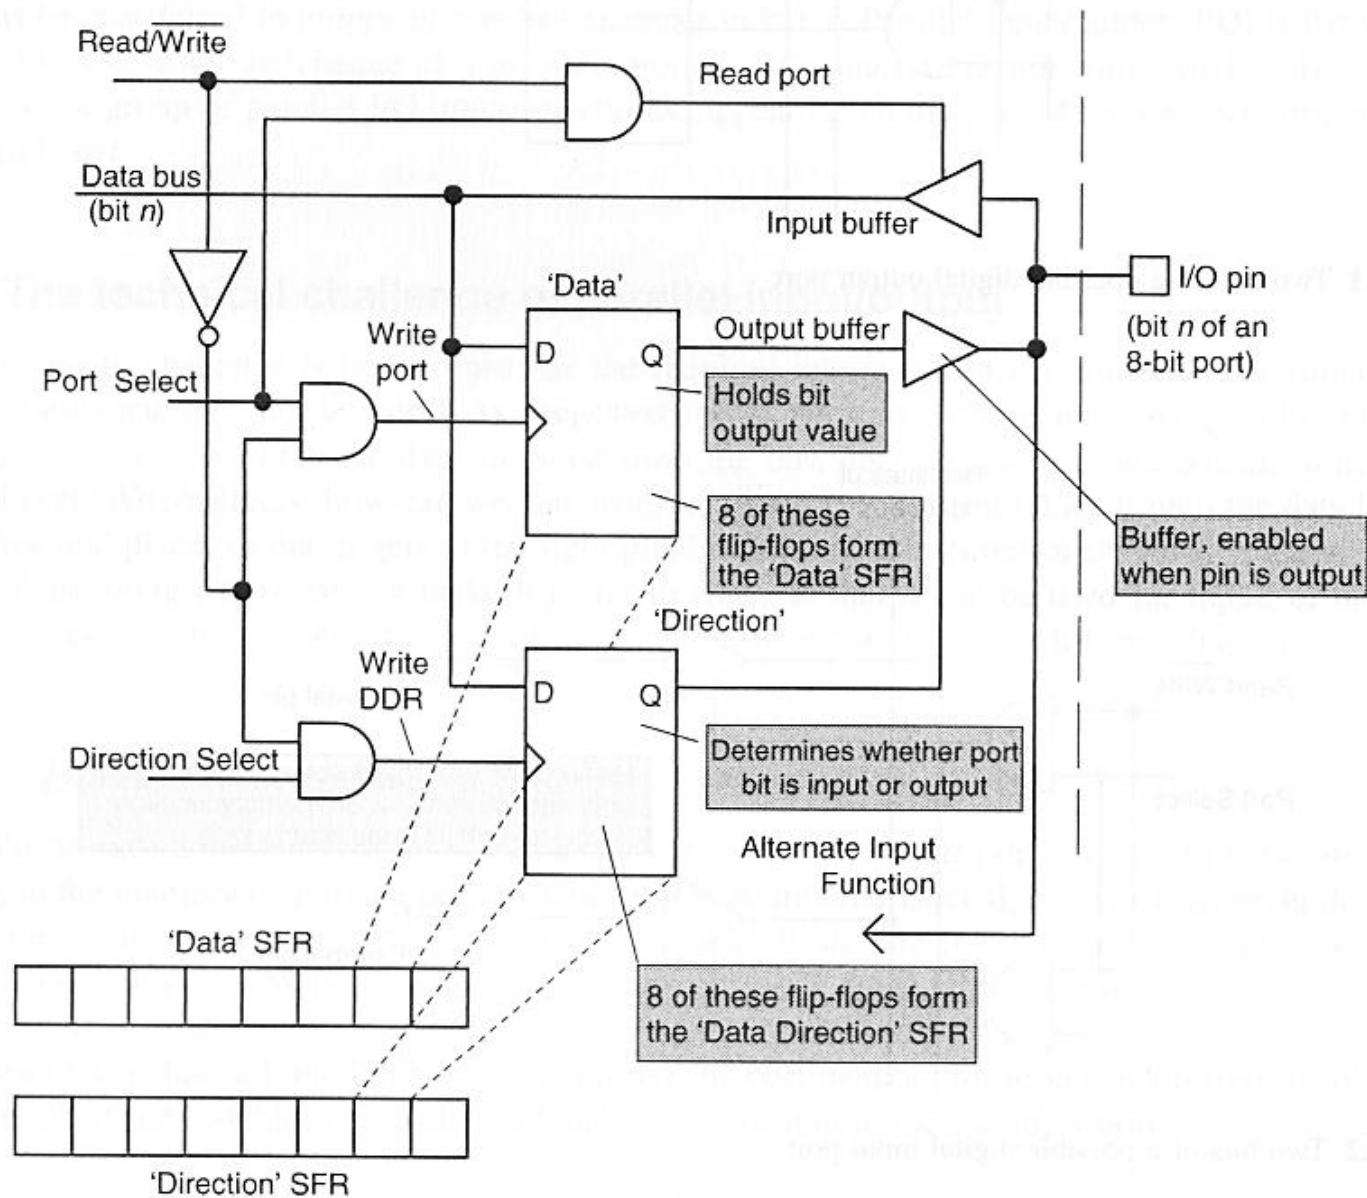 Read/Write
Read port
Data bus
(bit n)
Input buffer
I/O pin
(bit n of an
8-bit port)
'Data'
Write
port
D
Q
Output buffer
Port Select
Holds bit
output value
8 of these
flip-flops form
the 'Data' SFR
Buffer, enabled
when pin is output
'Direction'
Write
DDR
D
Q
Direction Select
Determines whether port
bit is input or output
Alternate Input
Function
'Data' SFR
8 of these flip-flops form
the 'Data Direction' SFR
'Direction' SFR